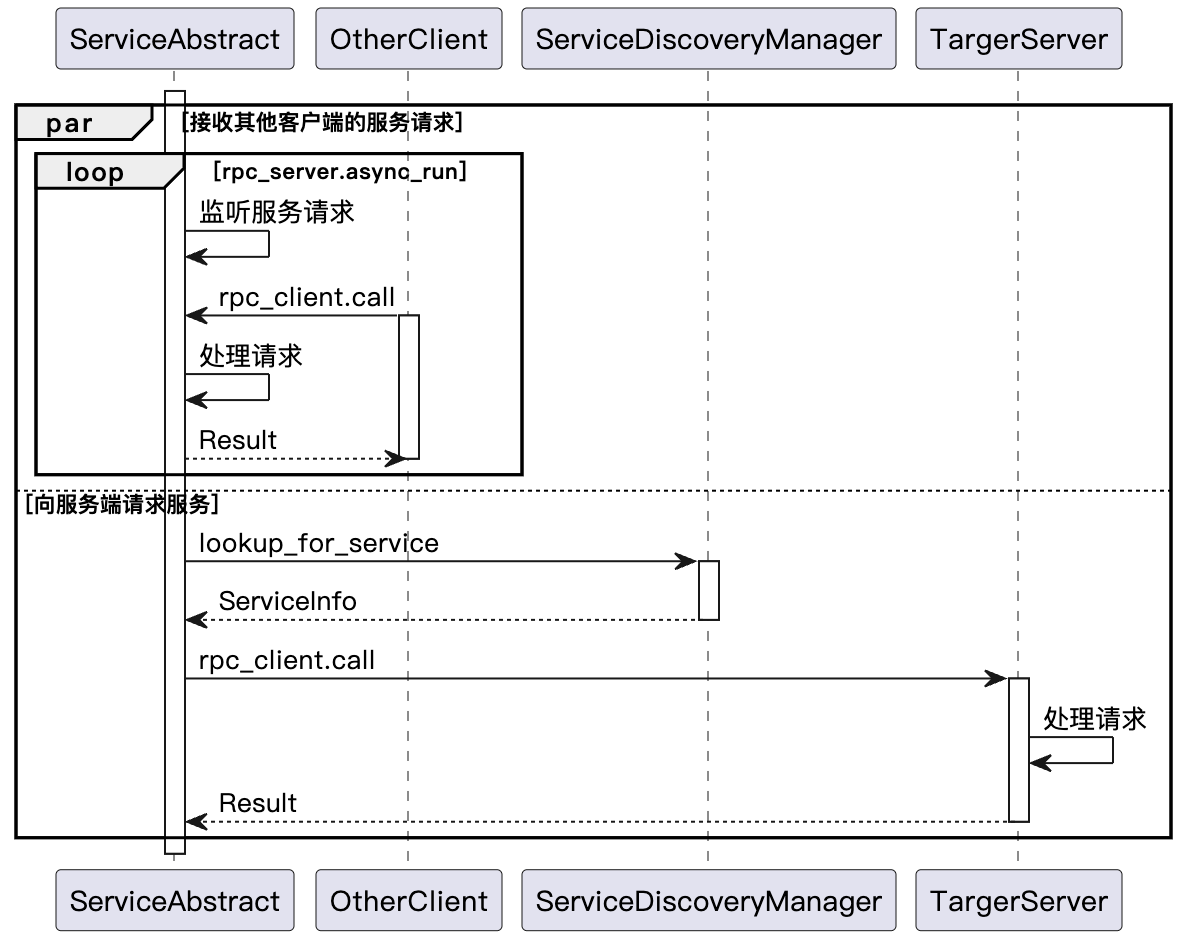 ServiceAbstract
OtherClient
ServiceDiscoveryManager
TargerServer
par
[接收其他客户端的服务请求]
loop
[rpc_server.async_run]
监听服务请求
rpc_client.call
处理请求
Result
[向服务端请求服务]
lookup_for_service
ServiceInfo
rpc_client.call
处理请求
Result
ServiceAbstract
OtherClient
ServiceDiscoveryManager
TargerServer